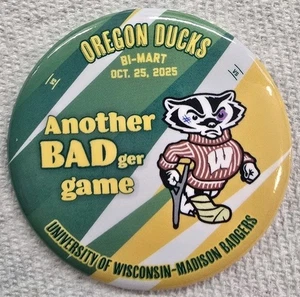 OREGON DUCKS
BI-MART
OCT. 25, 2025
Another
BADger
game
W
UNIVERSITY OF WISCONSIN-MADISON BADGERS